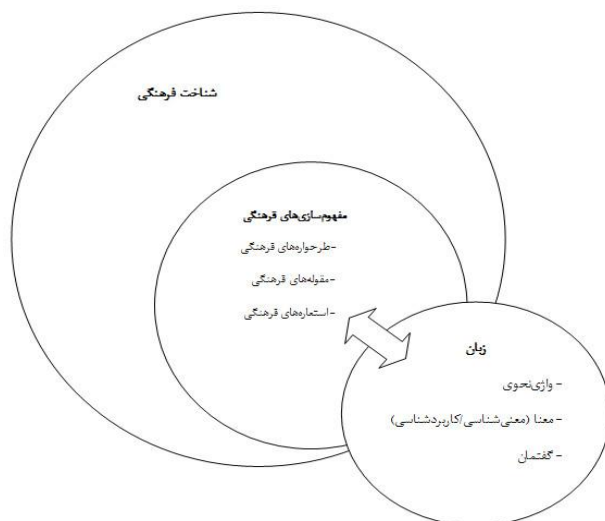 شناخت فرهنگی
مفهوم‌سازی‌های فرهنگی
-طرحواره‌های فرهنگی
-مقوله‌های فرهنگی
-استعاره‌های فرهنگی
زبان
- واژی‌نحوی
- معنا (معنی‌شناسی/کاربردشناسی)
- گفتمان